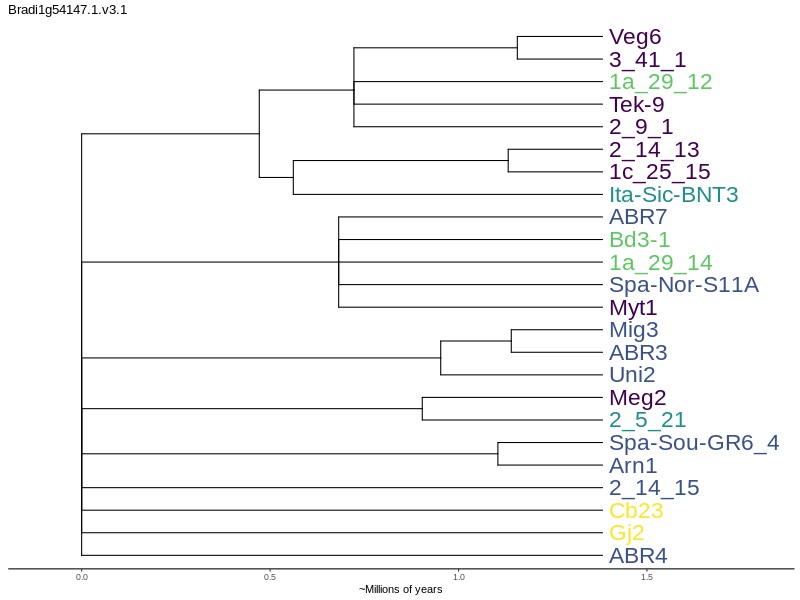 Bradi1g54147.1.v3.1
Veg6
3_41_1
1a_29_12
Tek-9
2_9_1
2_14_13
1c_25_15
Ita-Sic-BNT3
ABR7
Bd3-1
1a_29_14
Spa-Nor-S11A
Myt1
Mig3
ABR3
Uni2
Meg2
2_5_21
Spa-Sou-GR6_4
Arn1
2_14_15
Cb23
Gj2
ABR4
0.0 0.5 1.0 1.5
~Millions of years